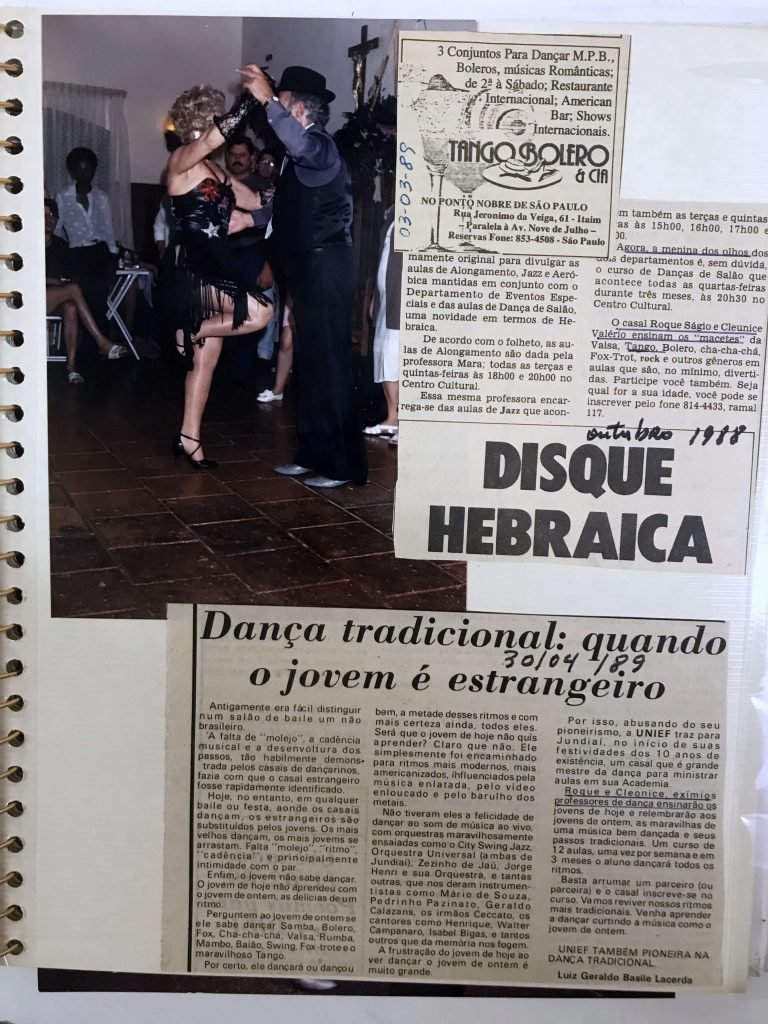 3 Conjuntos Para Dançar M.P.B.,
Boleros, músicas Românticas;
de 2ª à Sábado; Restaurante
Internacional; American
Bar; Shows
Internacionais.
TANGO BOLERO
& CIA
NO PONTO NOBRE DE SÃO PAULO
Rua Jeronimo da Veiga, 61 - Itaim
Paralela à Av. Nove de Julho –
Reservas Fone: 853-4508 - São Paulo
03-03-89
mamente original para divulgar as
aulas de Alongamento, Jazz e Aeró-
bica mantidas em conjunto com o
Departamento de Eventos Espe-
ciais e das aulas de Dança de Salão,
uma novidade em termos de He-
braica.
De acordo com o folheto, as au-
las de Alongamento são dada pela
professora Mara; todas as terças e
quintas-feiras às 18h00 e 20h00 no
Centro Cultural.
Essa mesma professora encar-
rega-se das aulas de Jazz que acon-
m também as terças e quintas
as às 15h00, 16h00, 17h00 e
00.
Agora, a menina dos olhos dos
departamentos é, sem dúvida,
o curso de Danças de Salão que
acontece todas as quartas-feiras
durante três meses, às 20h30 no
Centro Cultural.
O casal Roque Ságio e Cleunice
Valério ensinam os "macetes" da
Valsa, Tango, Bolero, cha-cha-chá,
Fox-Trot, rock e outros gêneros em
aulas que são, no mínimo, diverti-
das. Participe você também. Seja
qual for a sua idade, você pode se
inscrever pelo fone 814-4433, ramal
117.
outubro 1988
DISQUE
HEBRAICA
Dança tradicional: quando
o jovem é estrangeiro
30/04/89
Antigamente era fácil distinguir
num salão de baile um não
brasileiro.
A falta de "molejo", a cadência
musical e a desenvoltura dos
passos, tão habilmente demons-
trada pelos casais de dançarinos,
fazia com que o casal estrangeiro
fosse rapidamente identificado.
Hoje, no entanto, em qualquer
baile ou festa, aonde os casais
dançam, os estrangeiros são
substituídos pelos jovens. Os mais
velhos dançam, os mais jovens se
arrastam. Falta "molejo", "ritmo",
"cadência", e principalmente
intimidade com o par.
Enfim, o jovem não sabe dançar.
O jovem de hoje não aprendeu com
o jovem de ontem, as delícias de um
ritmo.
Perguntem ao jovem de ontem se
ele sabe dançar Samba, Bolero,
Fox, Cha-cha-chá, Valsa, Rumba,
Mambo, Baião, Swing, Fox-trote e o
maravilhoso Tango.
Por certo, ele dançará ou dançou
bem, a metade desses ritmos e com
mais certeza ainda, todos eles.
Será que o jovem de hoje não quis
aprender? Claro que não. Ele
simplesmente foi encaminhado
para ritmos mais modernos, mais
americanizados, influenciados pela
música enlatada, pelo vídeo
enloucado e pelo barulho dos
metais.
Não tiveram eles a felicidade de
dançar ao som de música ao vivo,
com orquestras maravilhosamente
ensaiadas como o City Swing Jazz,
Orquestra Universal (ambas de
Jundiaí), Zezinho de Jaú, Jorge
Henri e sua Orquestra, e tantas
outras, que nos deram instrumen-
tistas como Mário de Souza,
Pedrinho Pazinato, Geraldo
Calazans, os irmãos Ceccato, os
cantores como Henrique, Walter
Campanaro, Isabel Bigas, e tantos
outros que da memória nos fogem.
A frustração do jovem de hoje ao
ver dançar o jovem de ontem é
muito grande.
Por isso, abusando do seu
pioneirismo, a UNIEF traz para
Jundiaí, no início de suas
festividades dos 10 anos de
existência, um casal que é grande
mestre da dança para ministrar
aulas em sua Academia.
Roque e Cleonice, exímios
professores de dança ensinarão os
jovens de hoje e relembrarão aos
jovens de ontem, as maravilhas de
uma música bem dançada e seus
passos tradicionais. Um curso de
12 aulas, uma vez por semana e em
3 meses o aluno dançará todos os
ritmos.
Basta arrumar um parceiro (ou
parceira) e o casal inscreve-se no
curso. Vamos reviver nossos ritmos
mais tradicionais. Venha aprender
a dançar curtindo a música como o
jovem de ontem.
UNIEF TAMBÉM PIONEIRA NA
DANÇA TRADICIONAL.
Luiz Geraldo Basile Lacerda